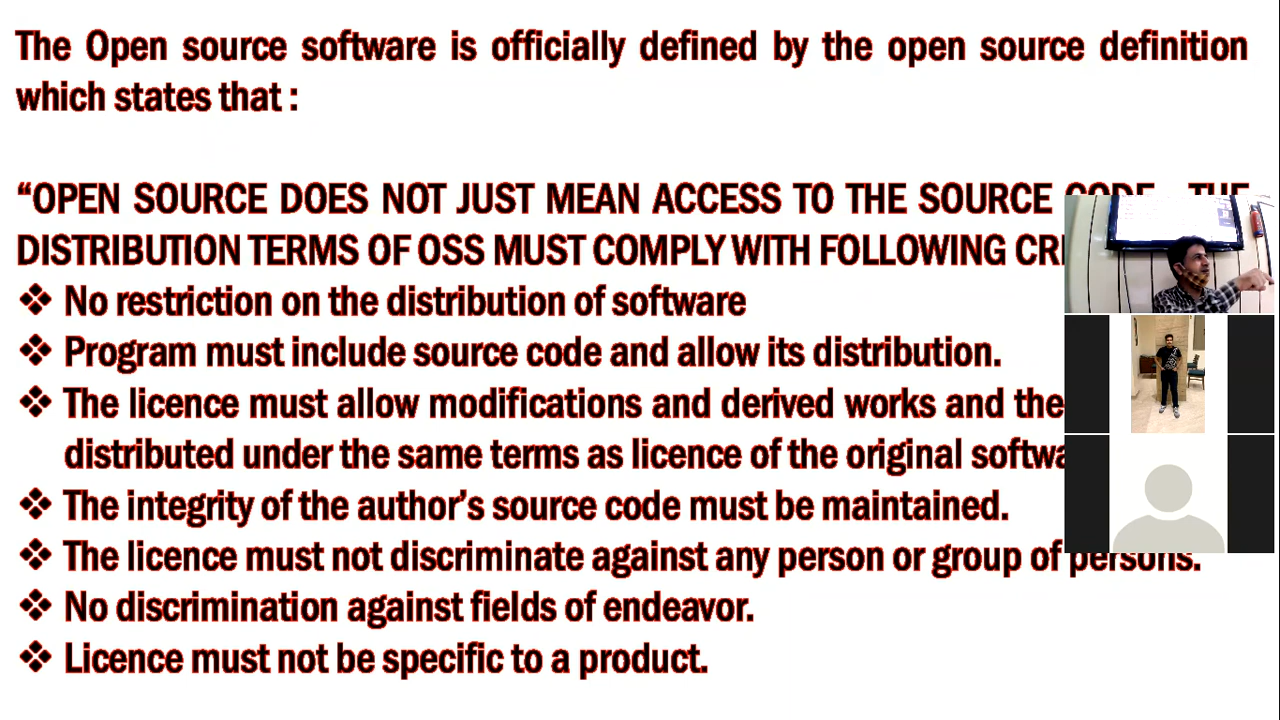 The Open source software is officially defined by the open source definition
which states that :
“OPEN SOURCE DOES NOT JUST MEAN ACCESS TO THE SOURCE CODE THE
DISTRIBUTION TERMS OF OSS MUST COMPLY WITH FOLLOWING
❖ No restriction on the distribution of software
❖ Program must include source code and allow its distribution.
❖ The licence must allow modifications and derived works and
distributed under the same terms as licence of the original
❖ The integrity of the author’s source code must be maintained.
❖ The licence must not discriminate against any person or group of persons.
❖ No discrimination against fields of endeavor.
❖ Licence must not be specific to a product.